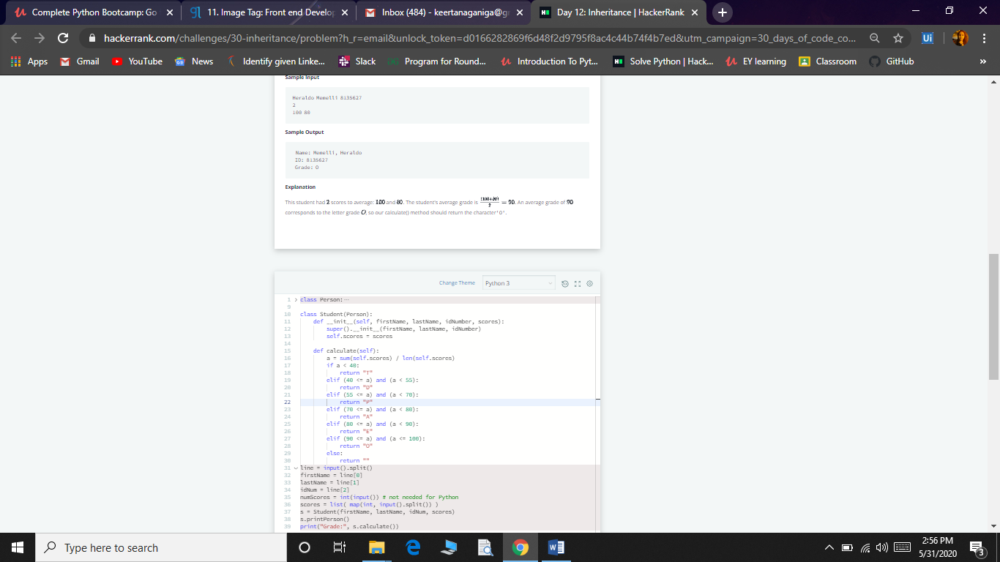 Complete Python Bootcamp: Go
11. Image Tag: Front end Develop
Inbox (484) - keertanaganiga@g
Day 12: Inheritance | HackerRank
hackerrank.com/challenges/30-inheritance/problem?h_r=email&unlock_token=d0166282869f6d48f2d9795f8ac4c44b74f4b7ed&utm_campaign=30_days_of_code_co...
Ui
Apps
Gmail
YouTube
News
Identify given Linke...
Slack
Program for Round...
Introduction To Pyt...
Solve Python | Hack...
EY learning
Classroom
GitHub
»
Sample Input
Heraldo Memelli 8135627
2
100 80
Sample Output
Name: Memelli, Heraldo
ID: 8135627
Grade: O
Explanation
This student had 2 scores to average: 100 and 80. The student's average grade is (100+80)/2 = 90. An average grade of 90
corresponds to the letter grade O, so our calculate() method should return the character'O'.
Change Theme
Python 3
1 class Person:
9
10 class Student(Person):
11 def __init__(self, firstName, lastName, idNumber, scores):
12 super().__init__(firstName, lastName, idNumber)
13 self.scores = scores
14
15 def calculate(self):
16 a = sum(self.scores) / len(self.scores)
17 if a < 40:
18 return "T"
19 elif (40 <= a) and (a < 55):
20 return "D"
21 elif (55 <= a) and (a < 70):
22 return "P"
23 elif (70 <= a) and (a < 80):
24 return "A"
25 elif (80 <= a) and (a < 90):
26 return "E"
27 elif (90 <= a) and (a <= 100):
28 return "O"
29 else:
30 return ""
31 line = input().split()
32 firstName = line[0]
33 lastName = line[1]
34 idNum = line[2]
35 numScores = int(input()) # not needed for Python
36 scores = list( map(int, input().split()) )
37 s = Student(firstName, lastName, idNum, scores)
38 s.printPerson()
39 print("Grade:", s.calculate())
Type here to search
2:56 PM
5/31/2020
3